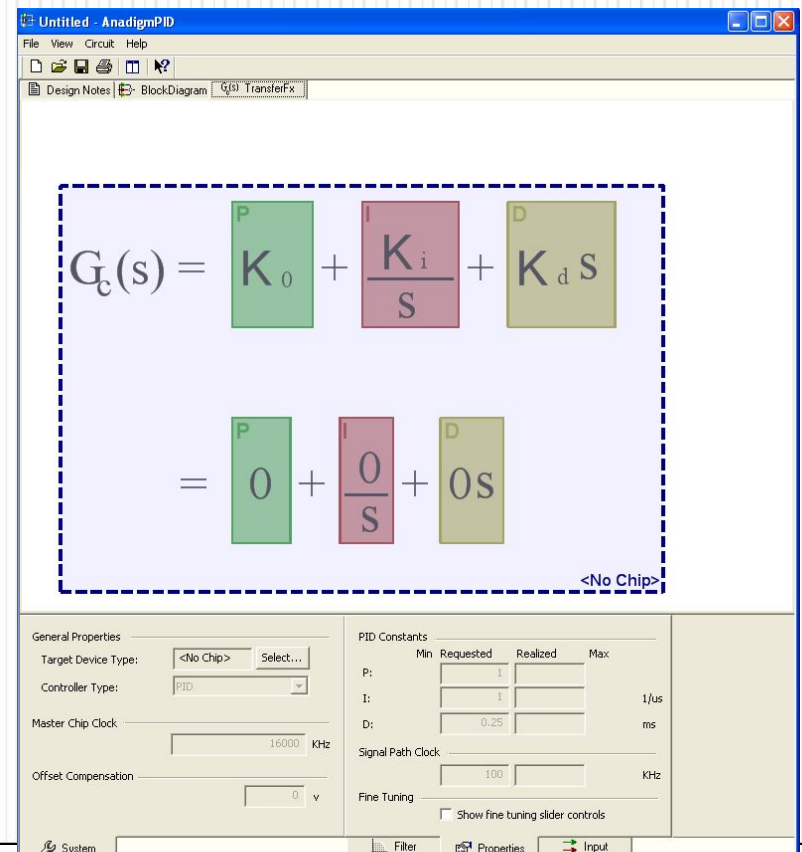 Untitled - AnadigmPID
File View Circuit Help
Design Notes BlockDiagram Gc(s) TransferFx
P I D
Gc(s) = K0 + Ki/s + Kd s
P I D
= 0 + 0/s + 0s
<No Chip>
General Properties
Target Device Type: <No Chip> Select...
Controller Type: PID
Master Chip Clock
16000 KHz
Offset Compensation
0 v
PID Constants
Min Requested Realized Max
P: 1
I: 1 1/us
D: 0.25 ms
Signal Path Clock
100 KHz
Fine Tuning
Show fine tuning slider controls
System Filter Properties Input